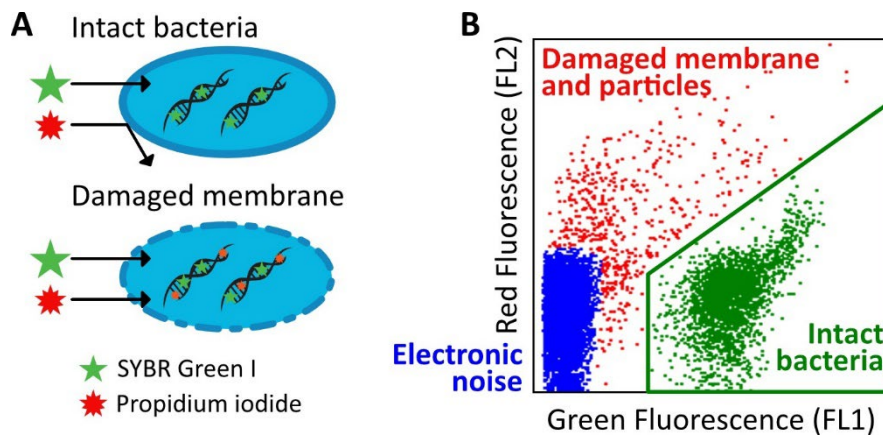 A
Intact bacteria
Damaged membrane
SYBR Green I
Propidium iodide
B
Red Fluorescence (FL2)
Damaged membrane
and particles
Electronic
noise
Intact
bacteria
Green Fluorescence (FL1)